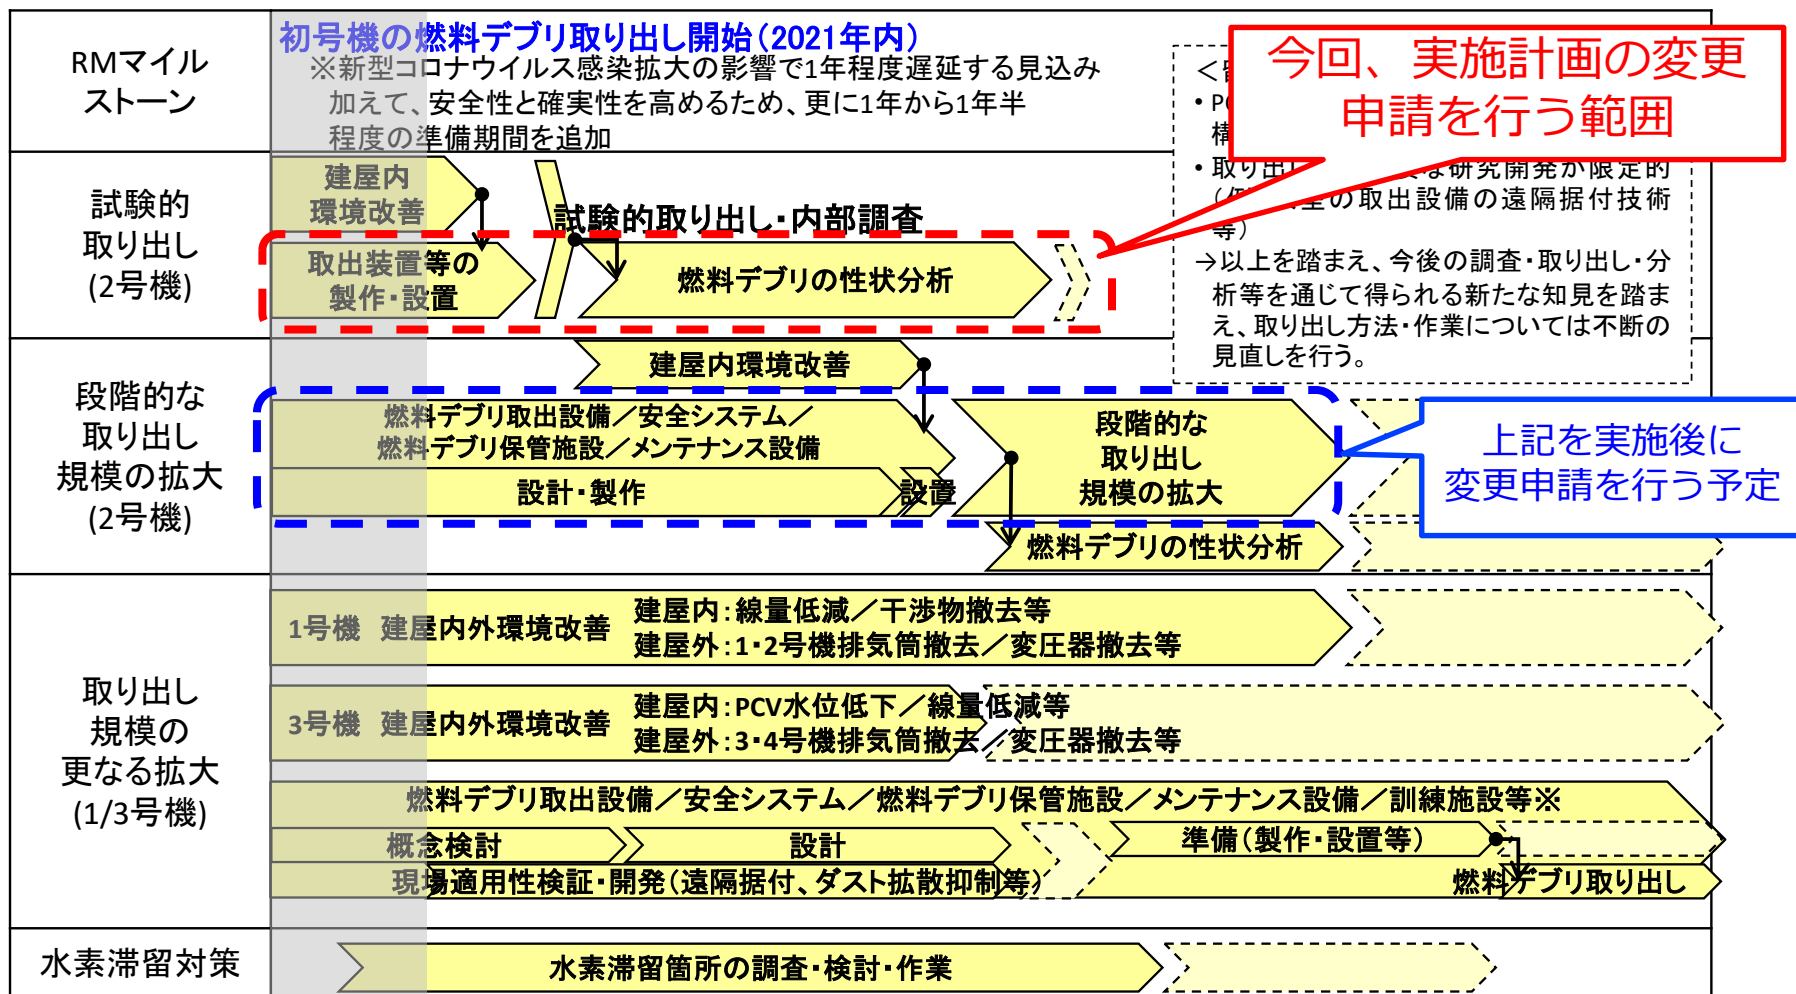 RMマイル
ストーン
初号機の燃料デブリ取り出し開始(2021年内)
※新型コロナウイルス感染拡大の影響で1年程度遅延する見込み
加えて、安全性と確実性を高めるため、更に1年から1年半
程度の準備期間を追加
今回、実施計画の変更
申請を行う範囲
試験的
取り出し
(2号機)
建屋内
環境改善
取出装置等の
製作・設置
試験的取り出し・内部調査
燃料デブリの性状分析
・取り出し
な研究開発が限定的
型の取出設備の遠隔据付技術
等)
→以上を踏まえ、今後の調査・取り出し・分
析等を通じて得られる新たな知見を踏ま
え、取り出し方法・作業については不断の
見直しを行う。
段階的な
取り出し
規模の拡大
(2号機)
建屋内環境改善
燃料デブリ取出設備/安全システム/
燃料デブリ保管施設/メンテナンス設備
設計・製作
設置
段階的な
取り出し
規模の拡大
燃料デブリの性状分析
上記を実施後に
変更申請を行う予定
取り出し
規模の
更なる拡大
(1/3号機)
1号機 建屋内外環境改善
建屋内:線量低減/干渉物撤去等
建屋外:1・2号機排気筒撤去/変圧器撤去等
3号機 建屋内外環境改善
建屋内:PCV水位低下/線量低減等
建屋外:3・4号機排気筒撤去/変圧器撤去等
燃料デブリ取出設備/安全システム/燃料デブリ保管施設/メンテナンス設備/訓練施設等※
概念検討
設計
準備(製作・設置等)
現場適用性検証・開発(遠隔据付、ダスト拡散抑制等)
燃料デブリ取り出し
水素滞留対策
水素滞留箇所の調査・検討・作業